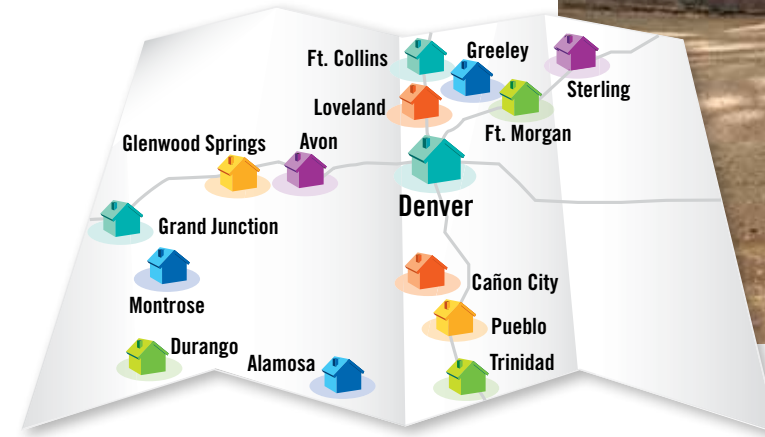 Ft. Collins
Greeley
Sterling
Loveland
Ft. Morgan
Glenwood Springs
Avon
Denver
Grand Junction
Cañon City
Montrose
Pueblo
Durango
Alamosa
Trinidad